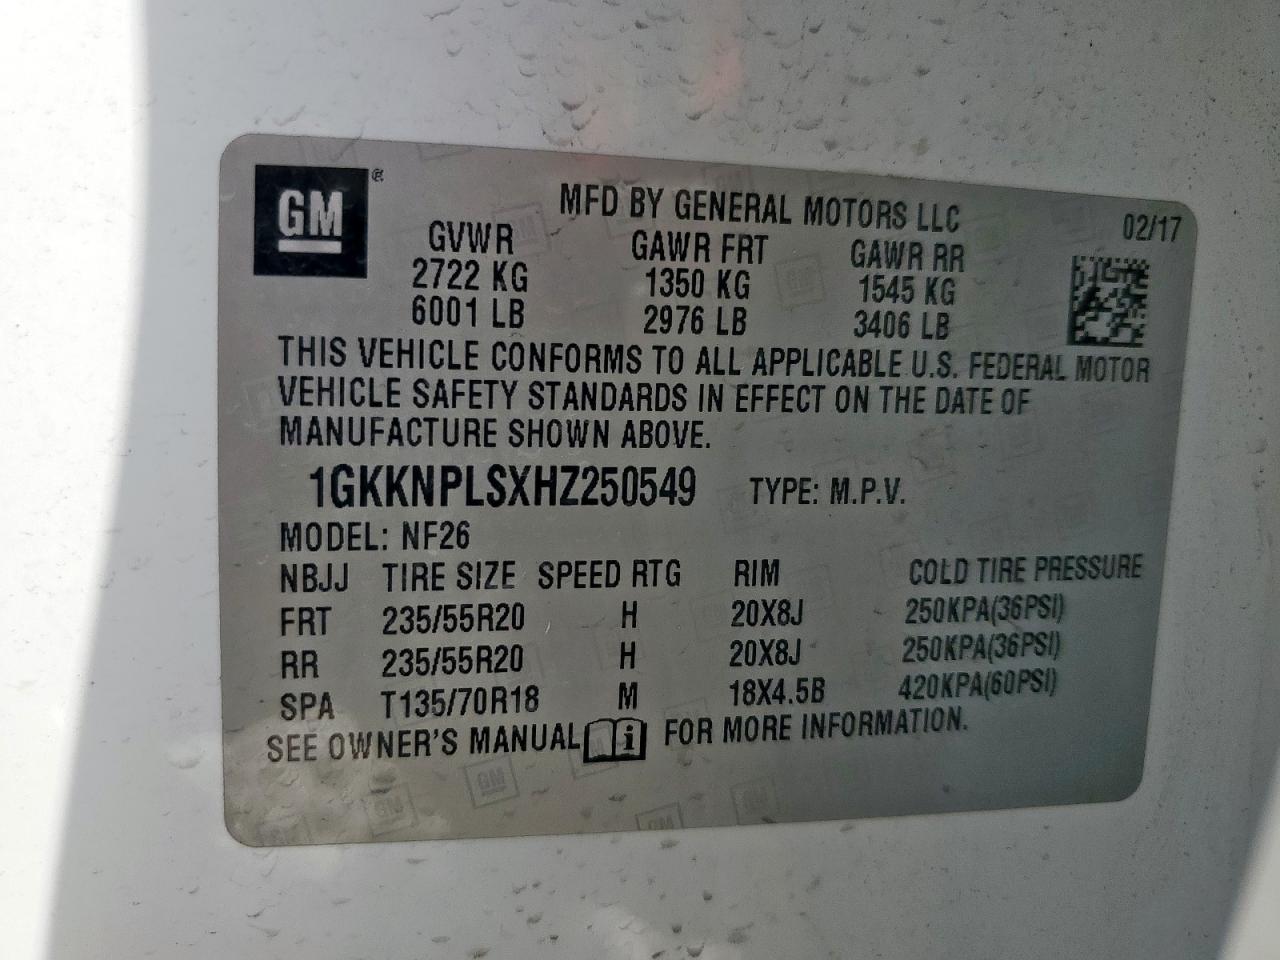 GM®
MFD BY GENERAL MOTORS LLC 02/17
GVWR GAWR FRT GAWR RR
2722 KG 1350 KG 1545 KG
6001 LB 2976 LB 3406 LB
THIS VEHICLE CONFORMS TO ALL APPLICABLE U.S. FEDERAL MOTOR
VEHICLE SAFETY STANDARDS IN EFFECT ON THE DATE OF
MANUFACTURE SHOWN ABOVE.
1GKKNPLSXHZ250549 TYPE: M.P.V.
MODEL: NF26
NBJJ TIRE SIZE SPEED RTG RIM COLD TIRE PRESSURE
FRT 235/55R20 H 20X8J 250KPA(36PSI)
RR 235/55R20 H 20X8J 250KPA(36PSI)
SPA T135/70R18 M 18X4.5B 420KPA(60PSI)
SEE OWNER'S MANUAL i FOR MORE INFORMATION.